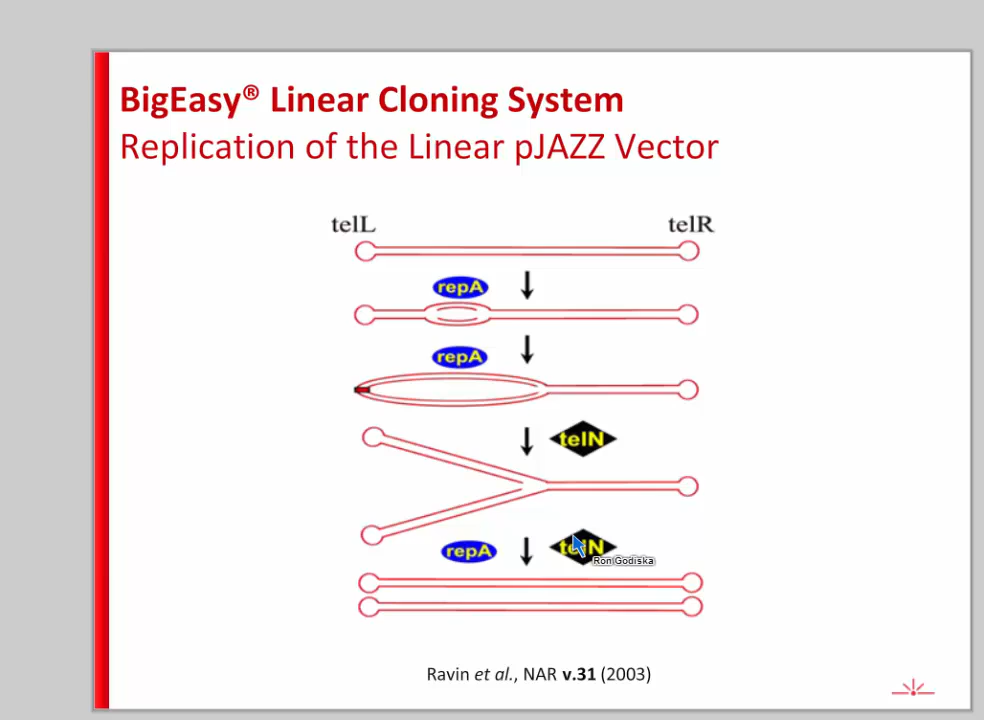 BigEasy® Linear Cloning System
Replication of the Linear pJAZZ Vector
telL telR
repA
repA
telN
repA telN
Ron Godiska
Ravin et al., NAR v.31 (2003)